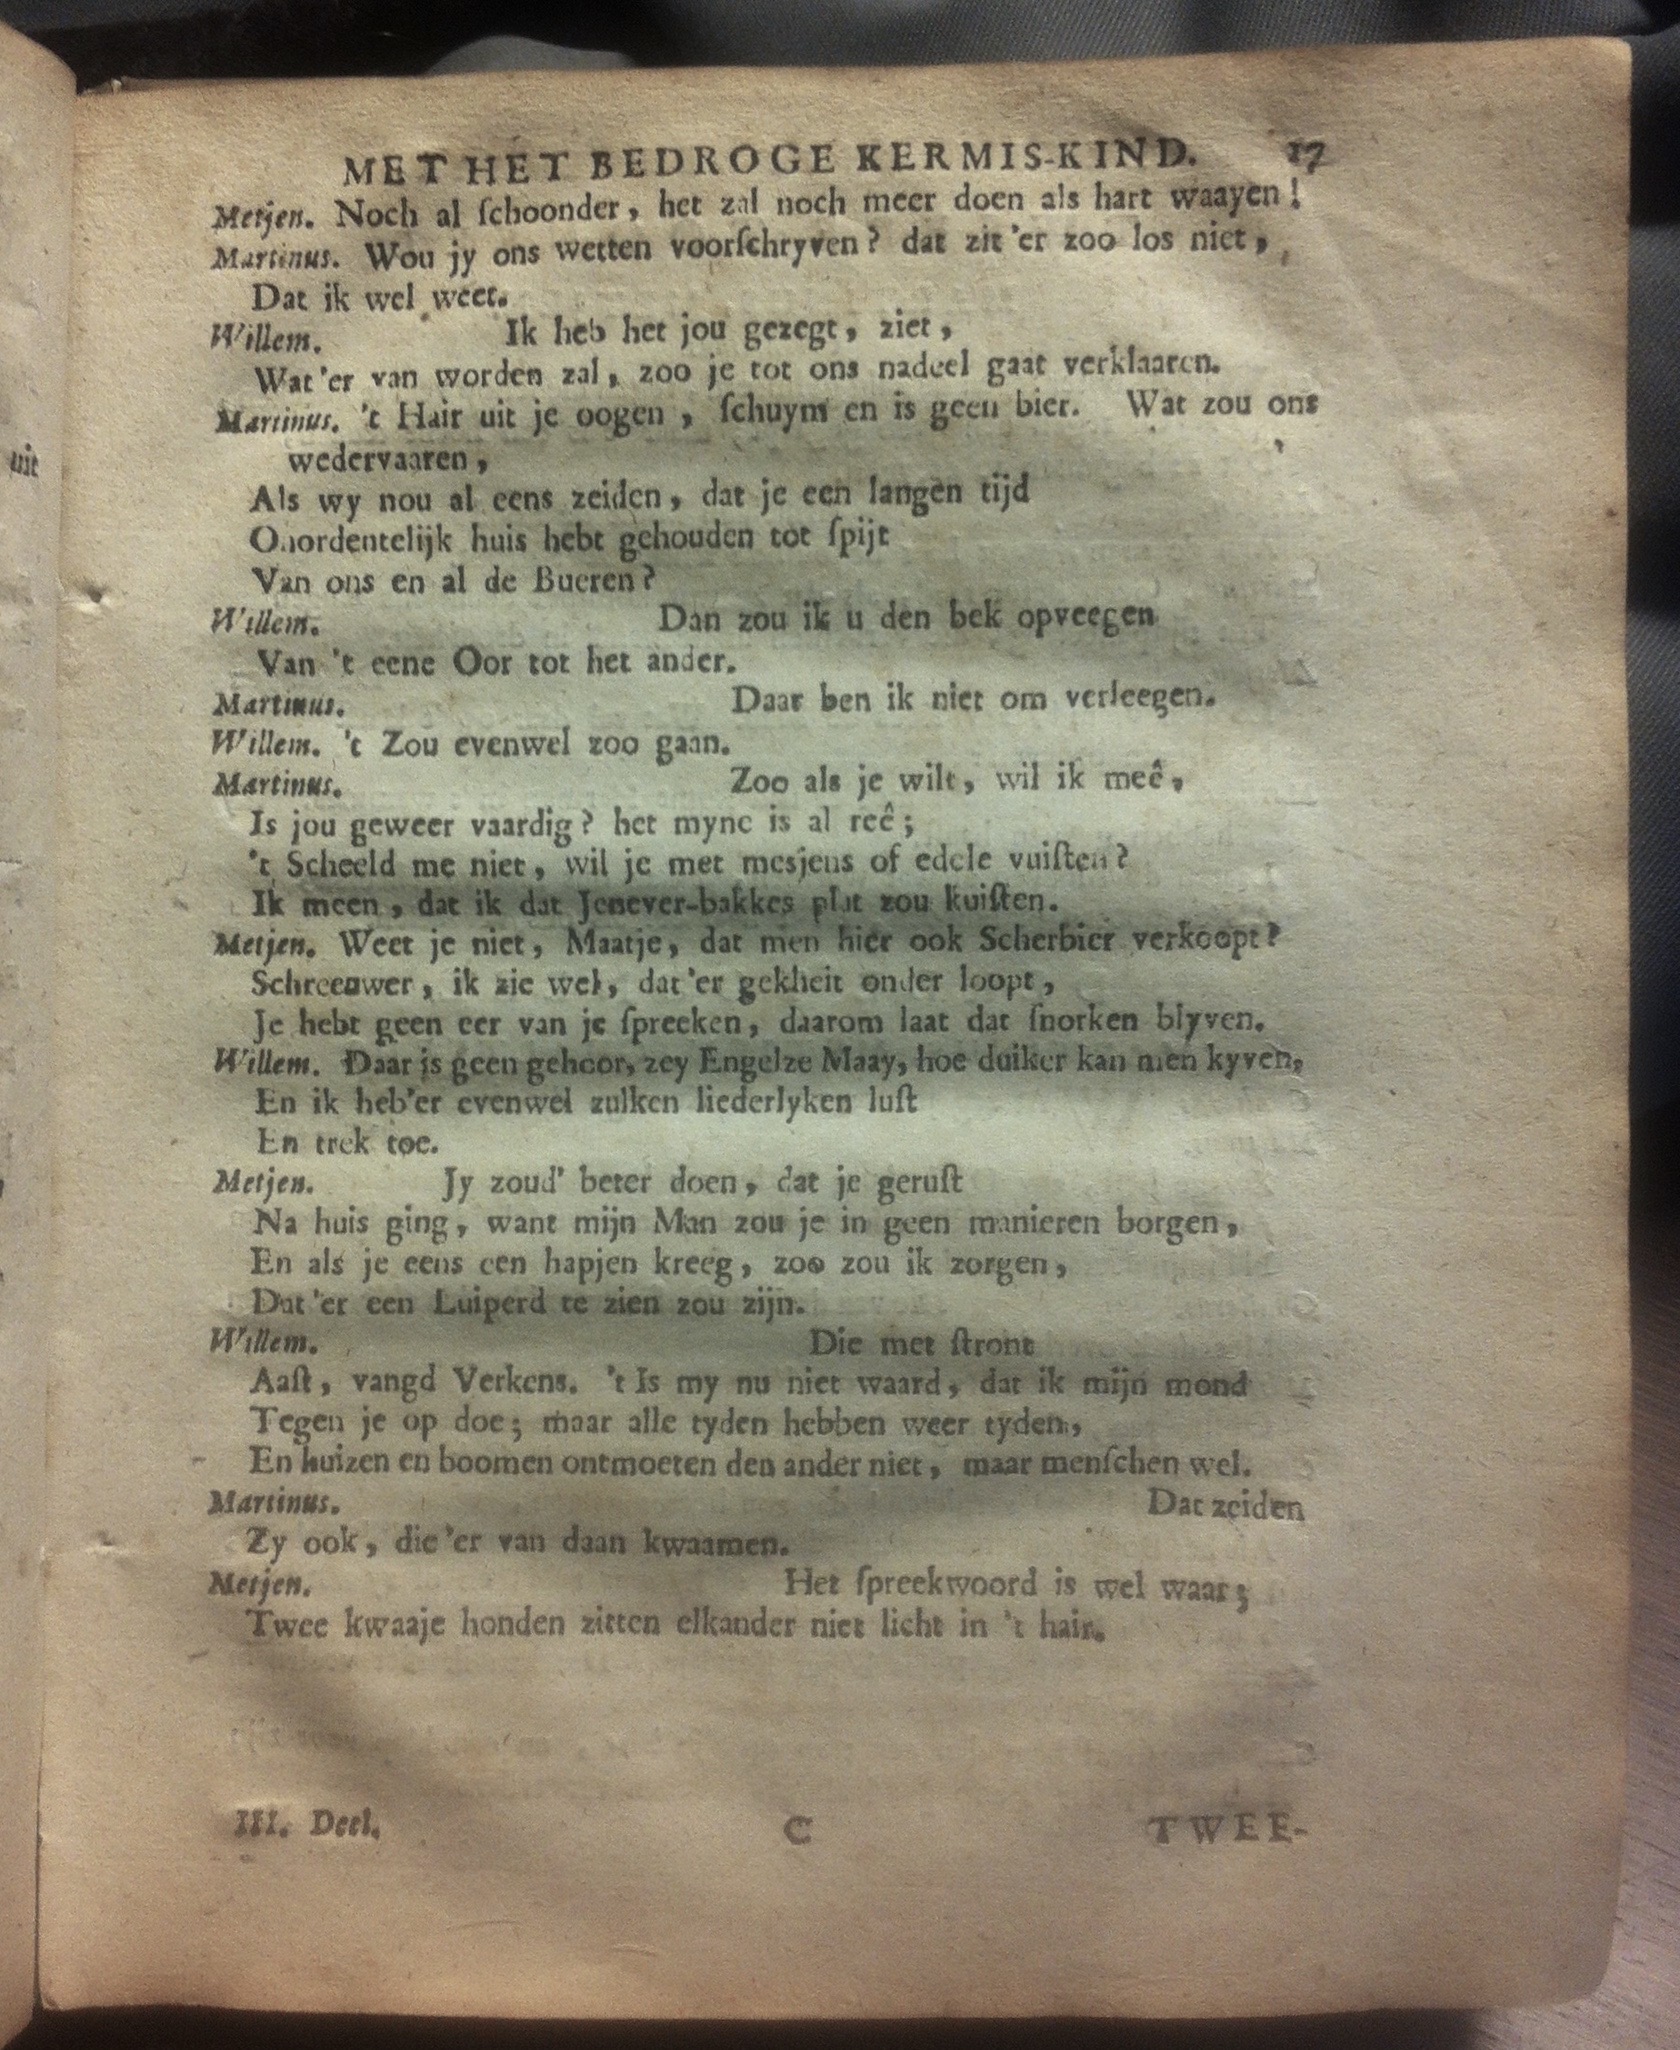 MET HET BEDROGE KERMIS-KIND. 17
Metjen. Noch al ſchoonder, het zal noch meer doen als hart waayen!
Martinus. Wou jy ons wetten voorſchryven? dat zit 'er zoo los niet,
Dat ik wel weet.
Willem. Ik heb het jou gezegt, ziet,
Wat 'er van worden zal, zoo je tot ons nadeel gaat verklaaren.
Martinus. 't Hair uit je oogen, ſchuym en is geen bier. Wat zou ons
wedervaaren,
Als wy nou al eens zeiden, dat je een langen tijd
Onordentelijk huis hebt gehouden tot ſpijt
Van ons en al de Bueren?
Willem. Dan zou ik u den bek opveegen
Van 't eene Oor tot het ander.
Martinus. Daar ben ik niet om verleegen.
Willem. 't Zou evenwel zoo gaan.
Martinus. Zoo als je wilt, wil ik meê,
Is jou geweer vaardig? het myne is al reê;
't Scheeld me niet, wil je met mesjens of edele vuiſten?
Ik meen, dat ik dat Jenever-bakkes plat zou kuiſten.
Metjen. Weet je niet, Maatje, dat men hier ook Scherbier verkoopt?
Schreeuwer, ik zie wel, dat 'er gekheit onder loopt,
Je hebt geen eer van je ſpreeken, daarom laat dat ſnorken blyven.
Willem. Daar is geen gehoor, zey Engelze Maay, hoe duiker kan men kyven,
En ik heb'er evenwel zulken liederlyken luſt
En trek toe.
Metjen. Jy zoud' beter doen, dat je geruſt
Na huis ging, want mijn Man zou je in geen manieren borgen,
En als je eens een hapjen kreeg, zoo zou ik zorgen,
Dat 'er een Luiperd te zien zou zijn.
Willem. Die met ſtront
Aaſt, vangd Verkens. 't Is my nu niet waard, dat ik mijn mond
Tegen je op doe; maar alle tyden hebben weer tyden,
En huizen en boomen ontmoeten den ander niet, maar menſchen wel.
Martinus. Dat zeiden
Zy ook, die 'er van daan kwaamen.
Metjen. Het ſpreekwoord is wel waar;
Twee kwaaje honden zitten elkander niet licht in 't hair.
III. Deel. C TWEE-
uit